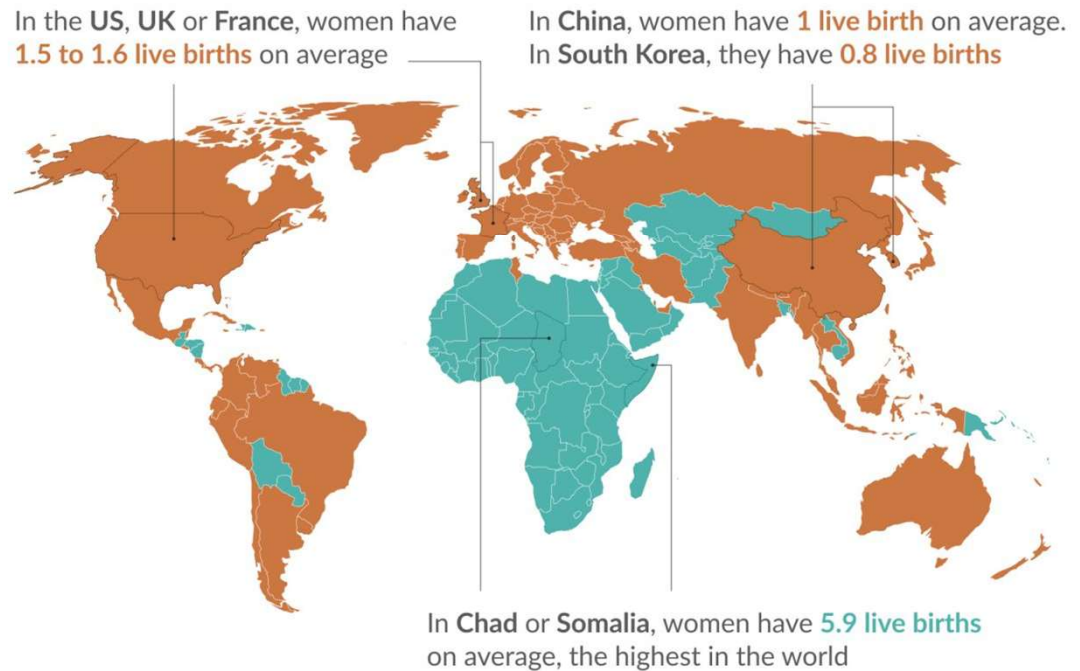 In the US, UK or France, women have
1.5 to 1.6 live births on average
In China, women have 1 live birth on average.
In South Korea, they have 0.8 live births
In Chad or Somalia, women have 5.9 live births
on average, the highest in the world